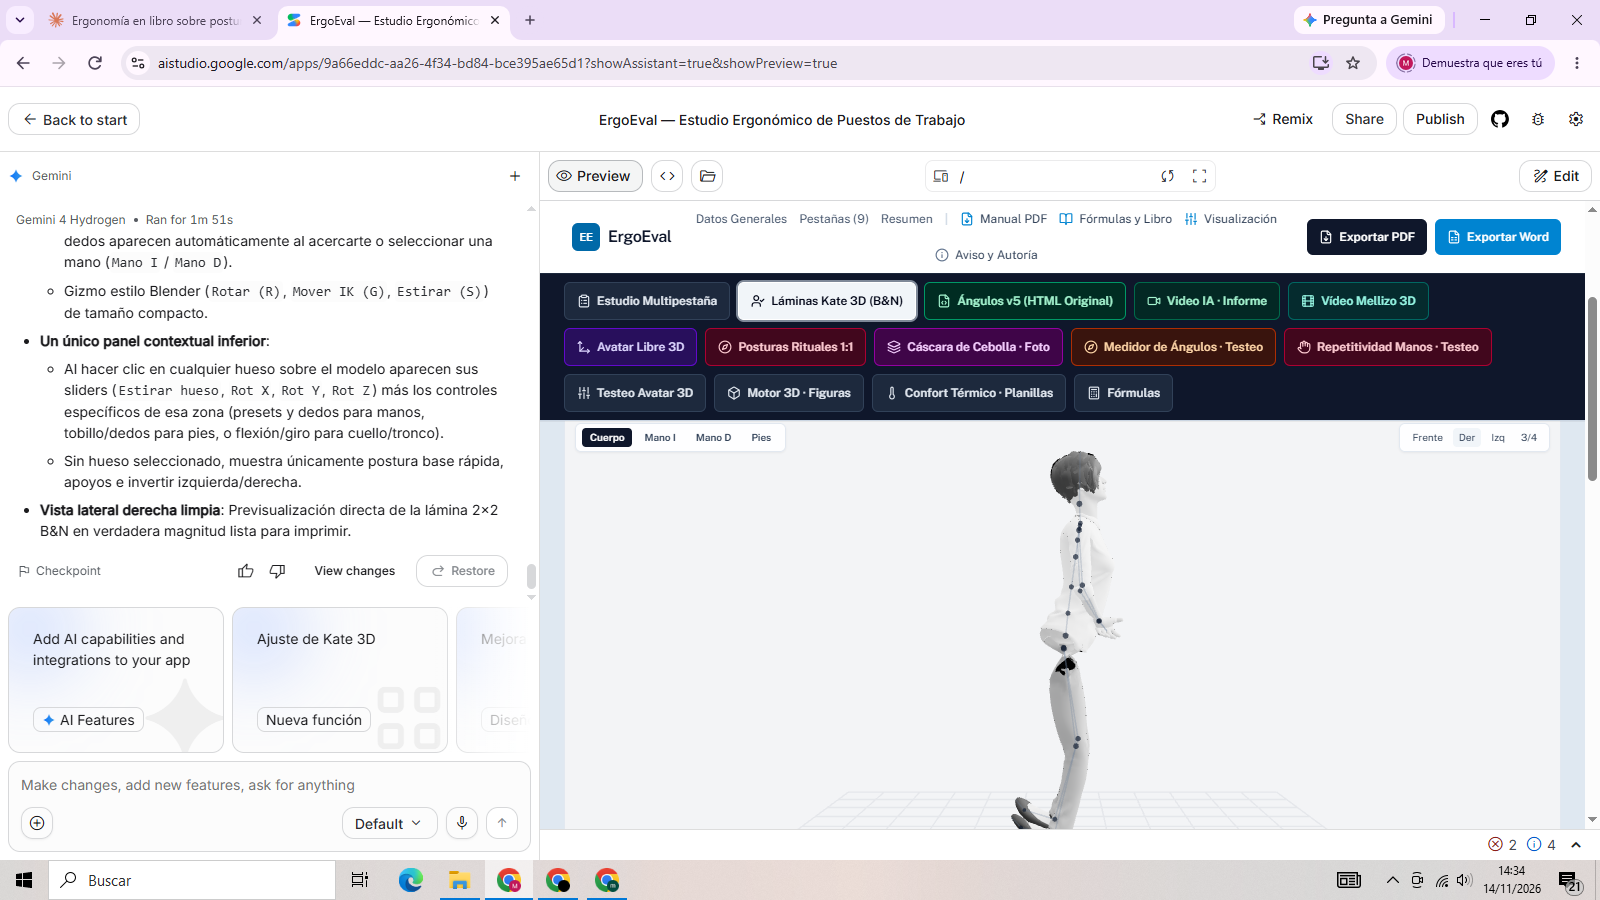 Ergonomía en libro sobre postu
ErgoEval — Estudio Ergonómico
Pregunta a Gemini
aistudio.google.com/apps/9a66eddc-aa26-4f34-bd84-bce395ae65d1?showAssistant=true&showPreview=true
M
Demuestra que eres tú
Back to start
ErgoEval — Estudio Ergonómico de Puestos de Trabajo
Remix
Share
Publish
Gemini
Preview
/
Edit
Gemini 4 Hydrogen • Ran for 1m 51s
dedos aparecen automáticamente al acercarte o seleccionar una
mano (Mano I / Mano D).
Gizmo estilo Blender (Rotar (R), Mover IK (G), Estirar (S))
de tamaño compacto.
Un único panel contextual inferior:
Al hacer clic en cualquier hueso sobre el modelo aparecen sus
sliders (Estirar hueso, Rot X, Rot Y, Rot Z) más los controles
específicos de esa zona (presets y dedos para manos,
tobillo/dedos para pies, o flexión/giro para cuello/tronco).
Sin hueso seleccionado, muestra únicamente postura base rápida,
apoyos e invertir izquierda/derecha.
Vista lateral derecha limpia: Previsualización directa de la lámina 2×2
B&N en verdadera magnitud lista para imprimir.
Checkpoint
View changes
Restore
Add AI capabilities and
integrations to your app
AI Features
Ajuste de Kate 3D
Nueva función
Mejora
Diseñ
Make changes, add new features, ask for anything
Default
EE
ErgoEval
Datos Generales
Pestañas (9)
Resumen
Manual PDF
Fórmulas y Libro
Visualización
Aviso y Autoría
Exportar PDF
Exportar Word
Estudio Multipestaña
Láminas Kate 3D (B&N)
Ángulos v5 (HTML Original)
Video IA · Informe
Vídeo Mellizo 3D
Avatar Libre 3D
Posturas Rituales 1:1
Cáscara de Cebolla · Foto
Medidor de Ángulos · Testeo
Repetitividad Manos · Testeo
Testeo Avatar 3D
Motor 3D · Figuras
Confort Térmico · Planillas
Fórmulas
Cuerpo
Mano I
Mano D
Pies
Frente
Der
Izq
3/4
2
4
Buscar
14:34
14/11/2026
21